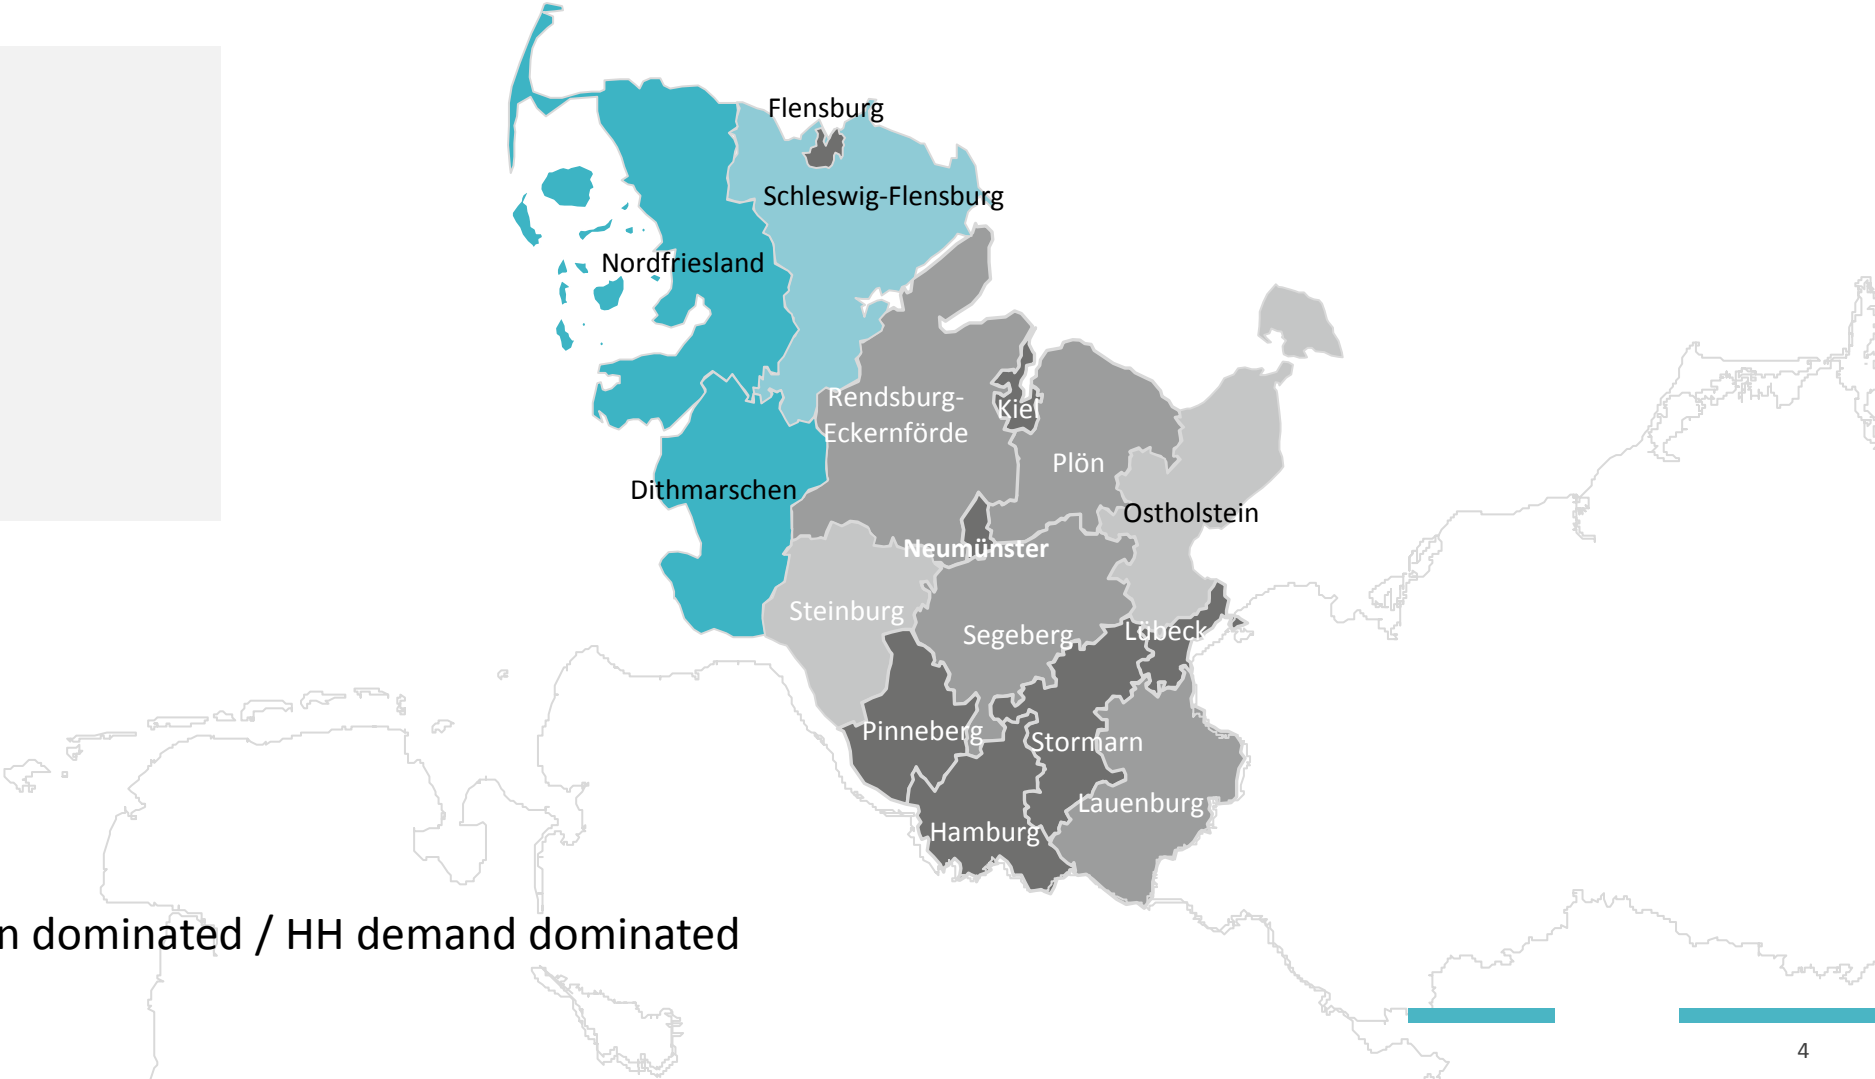 Flensburg
Schleswig-Flensburg
Nordfriesland
Rendsburg-
Eckernförde
Kiel
Plön
Dithmarschen
Ostholstein
Neumünster
Steinburg
Segeberg
Lübeck
Pinneberg
Stormarn
Lauenburg
Hamburg
n dominated / HH demand dominated
4